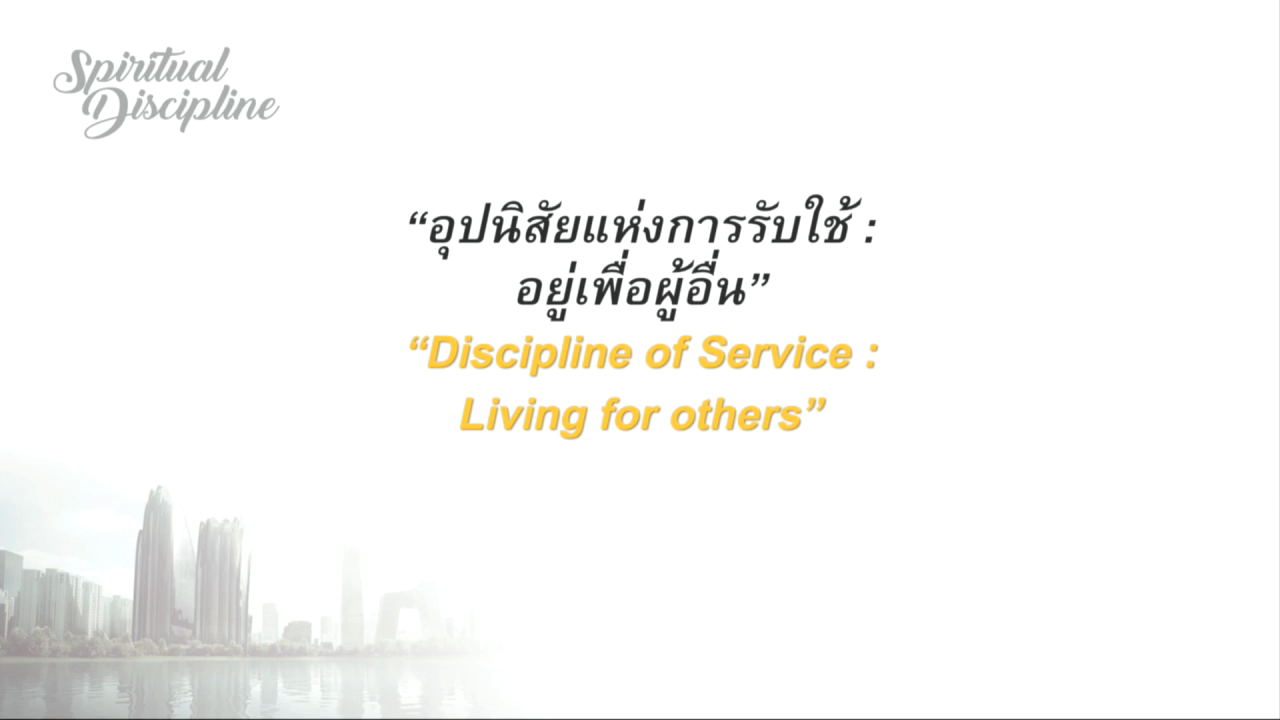 Spiritual
Discipline
“อุปนิสัยแห่งการรับใช้ :
อยู่เพื่อผู้อื่น”
“Discipline of Service :
Living for others”